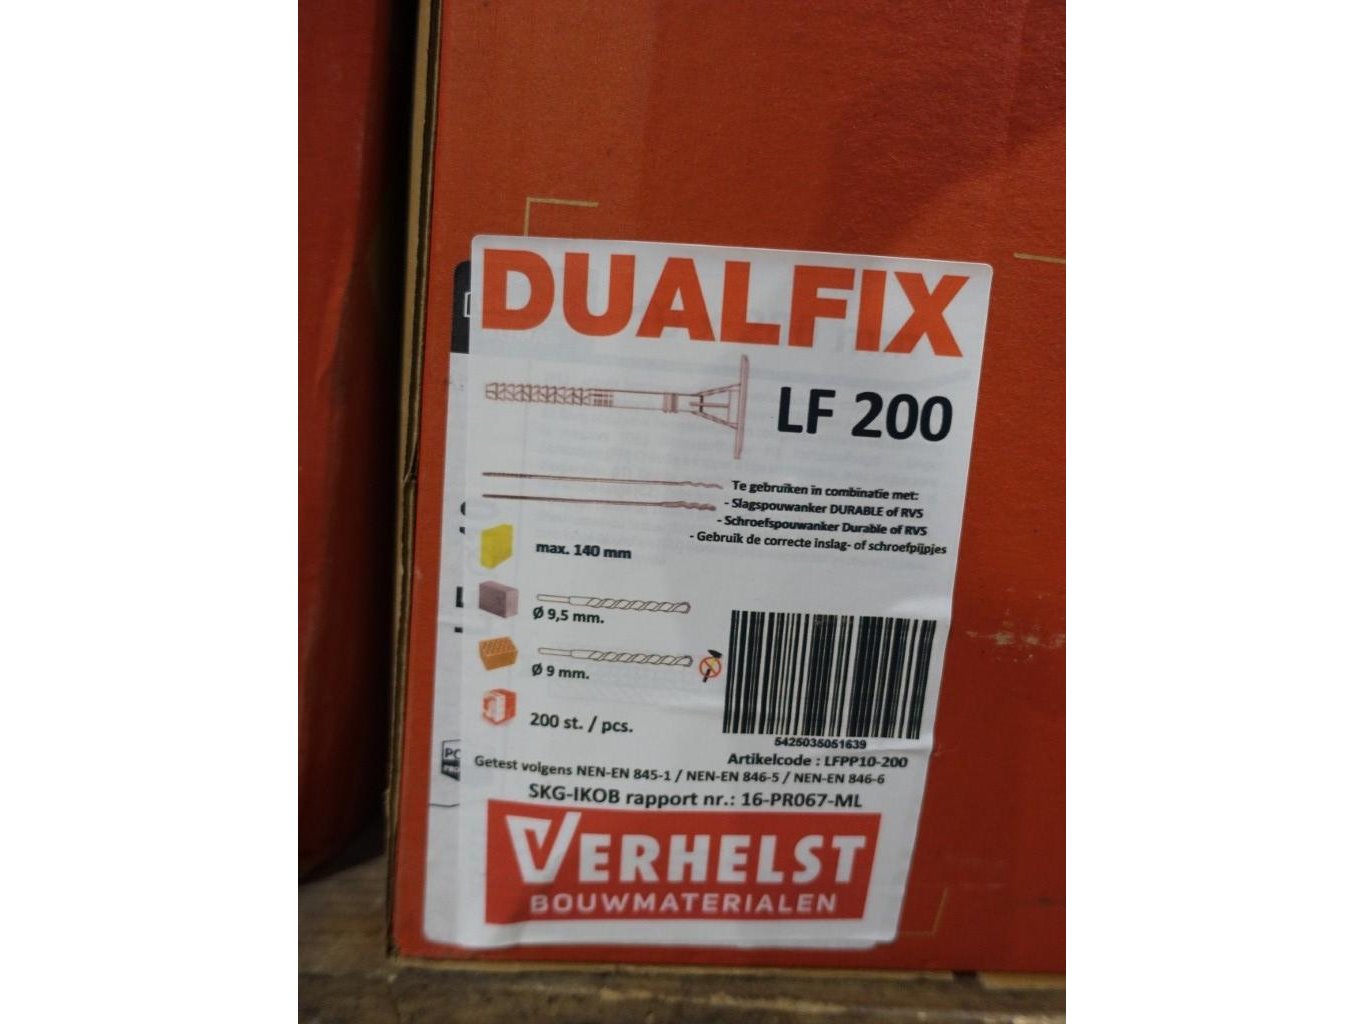 DUALFIX
LF 200
Te gebruiken in combinatie met:
- Slagspouwanker DURABLE of RVS
- Schroefspouwanker Durable of RVS
- Gebruik de correcte inslag- of schroefpijpjes
max. 140 mm
Ø 9,5 mm.
Ø 9 mm.
200 st. / pcs.
5425035051639
Artikelcode : LFPP10-200
Getest volgens NEN-EN 845-1 / NEN-EN 846-5 / NEN-EN 846-6
SKG-IKOB rapport nr.: 16-PR067-ML
VERHELST
BOUWMATERIALEN